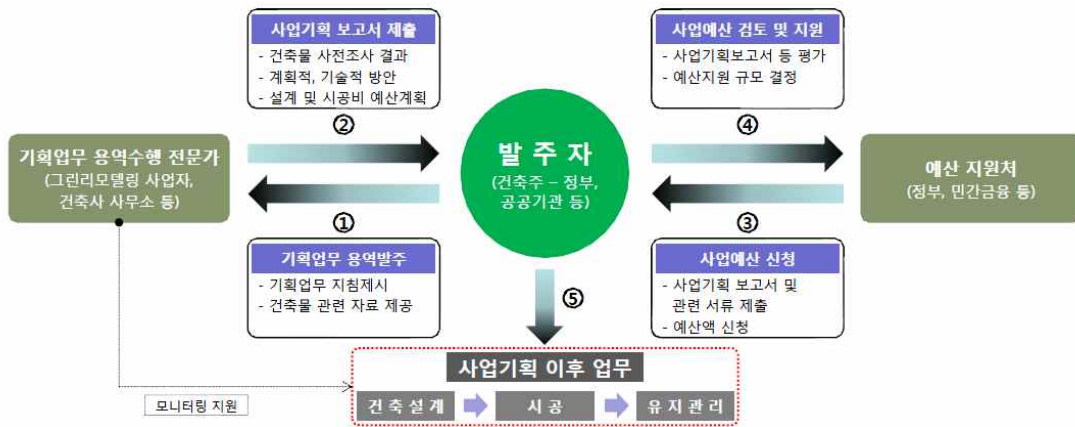 사업기획 보고서 제출
- 건축물 사전조사 결과
- 계획적, 기술적 방안
- 설계 및 시공비 예산계획
사업예산 검토 및 지원
- 사업기획보고서 등 평가
- 예산지원 규모 결정
②
④
기획업무 용역수행 전문가
(그린리모델링 사업자,
건축사 사무소 등)
발 주 자
(건축주 – 정부,
공공기관 등)
예산 지원처
(정부, 민간금융 등)
①
③
기획업무 용역발주
- 기획업무 지침제시
- 건축물 관련 자료 제공
사업예산 신청
- 사업기획 보고서 및
관련 서류 제출
- 예산액 신청
⑤
사업기획 이후 업무
건축설계
시공
유지관리
모니터링 지원